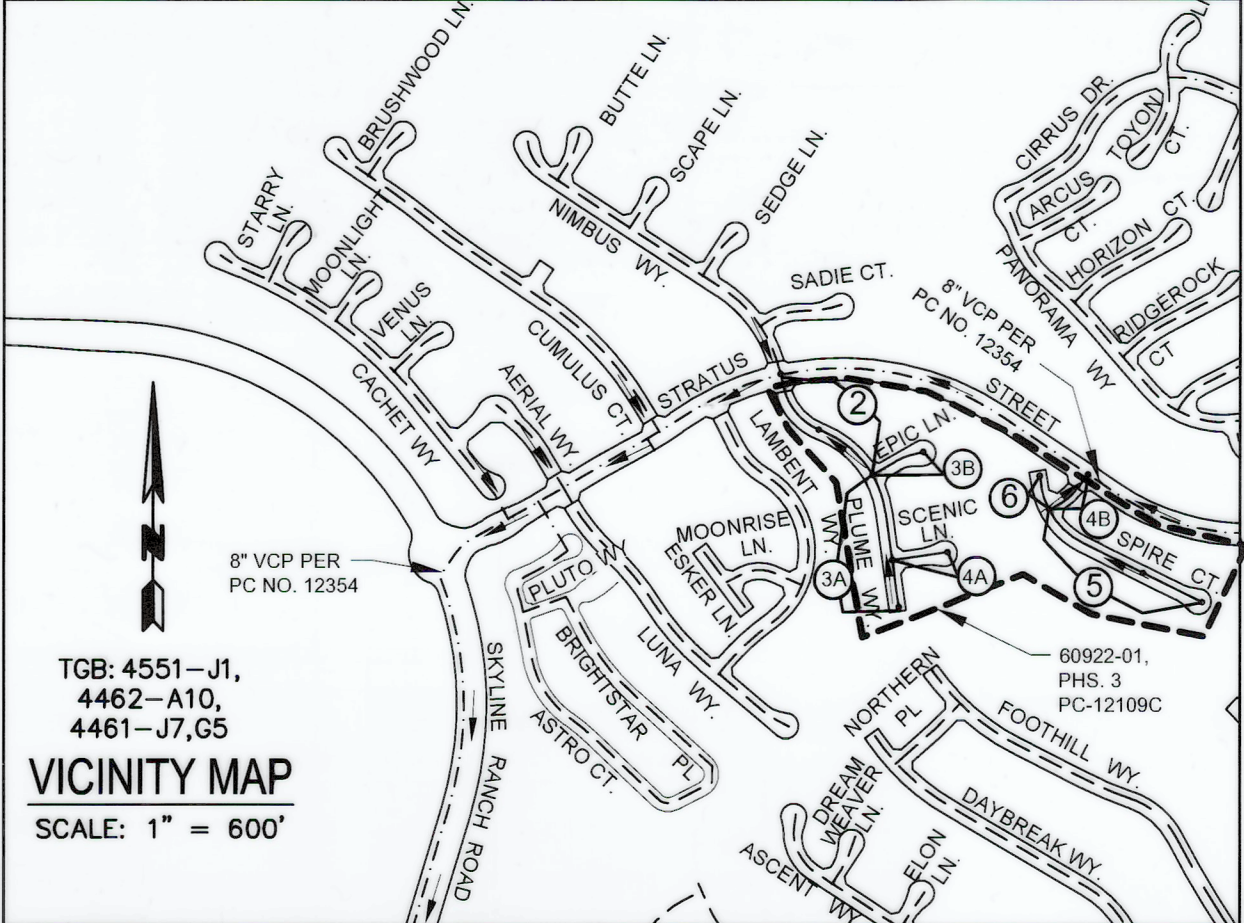 BRUSHWOOD LN.
BUTTE LN.
SCAPE LN.
SEDGE LN.
CIRRUS DR.
TOYON
CT.
STARRY
LN.
MOONLIGHT
LN.
VENUS
LN.
NIMBUS WY.
SADIE CT.
ARCUS
CT.
HORIZON CT.
PANORAMA WY
RIDGEROCK
CT
8" VCP PER
PC NO. 12354
CUMULUS CT
CACHET WY
AERIAL WY.
STRATUS
STREET
2
EPIC LN.
3B
LAMBENT
WY.
PLUME WY.
SCENIC
LN.
6
4B
SPIRE CT
5
3A
4A
MOONRISE
LN.
ESKER LN.
8" VCP PER
PC NO. 12354
PLUTO WY
BRIGHTSTAR PL
ASTRO CT.
LUNA WY.
SKYLINE RANCH ROAD
60922-01,
PHS. 3
PC-12109C
NORTHERN
PL
FOOTHILL WY.
DAYBREAK WY.
DREAM
WEAVER
LN.
ASCENT WY
ELON
LN.
N
TGB: 4551-J1,
4462-A10,
4461-J7,G5
VICINITY MAP
SCALE: 1" = 600'